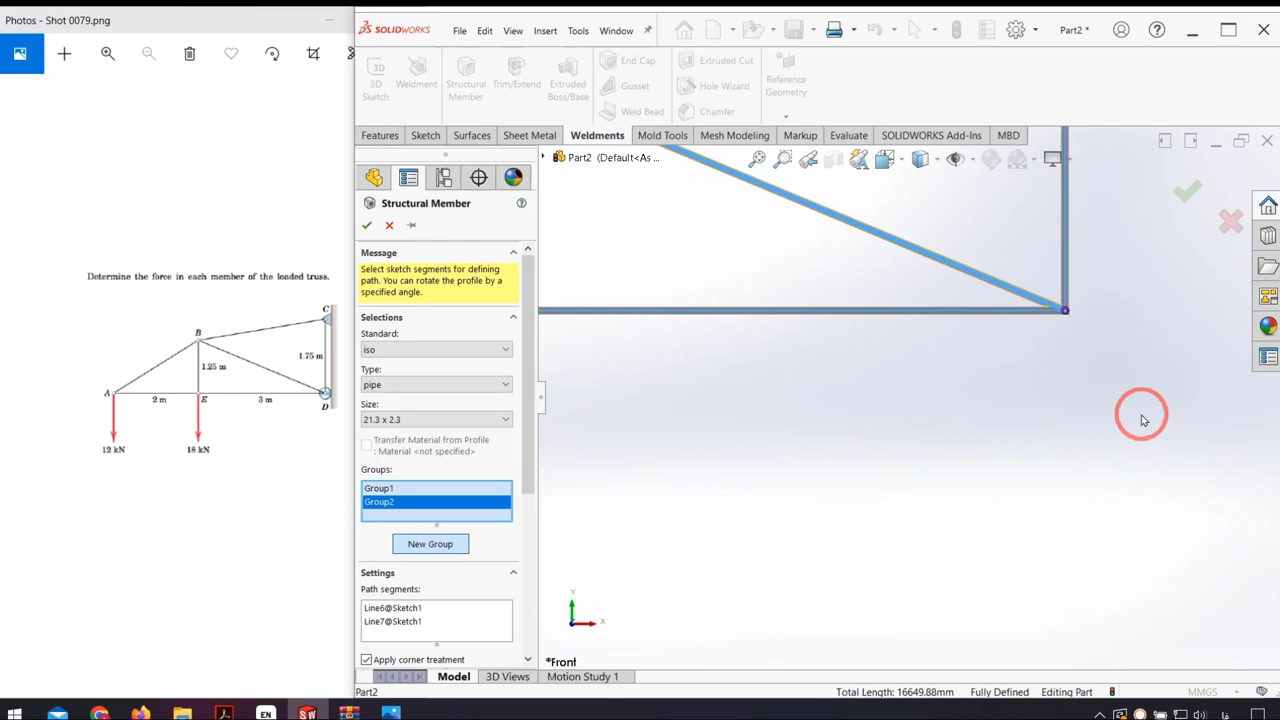 Photos - Shot 0079.png
Determine the force in each member of the loaded truss.
C
B
1.75 m
1.25 m
A
2 m
E
3 m
D
12 kN
18 kN
SOLIDWORKS
File
Edit
View
Insert
Tools
Window
Part2 *
3D Sketch
Weldment
Structural Member
Trim/Extend
Extruded Boss/Base
End Cap
Gusset
Weld Bead
Extruded Cut
Hole Wizard
Chamfer
Reference Geometry
Features
Sketch
Surfaces
Sheet Metal
Weldments
Mold Tools
Mesh Modeling
Markup
Evaluate
SOLIDWORKS Add-Ins
MBD
Part2 (Default<As ...
Structural Member
Message
Select sketch segments for defining
path. You can rotate the profile by a
specified angle.
Selections
Standard:
iso
Type:
pipe
Size:
21.3 x 2.3
Transfer Material from Profile
: Material <not specified>
Groups:
Group1
Group2
New Group
Settings
Path segments:
Line6@Sketch1
Line7@Sketch1
Apply corner treatment
Y
X
*Front
Model
3D Views
Motion Study 1
Part2
Total Length: 16649.88mm
Fully Defined
Editing Part
MMGS
EN
فا